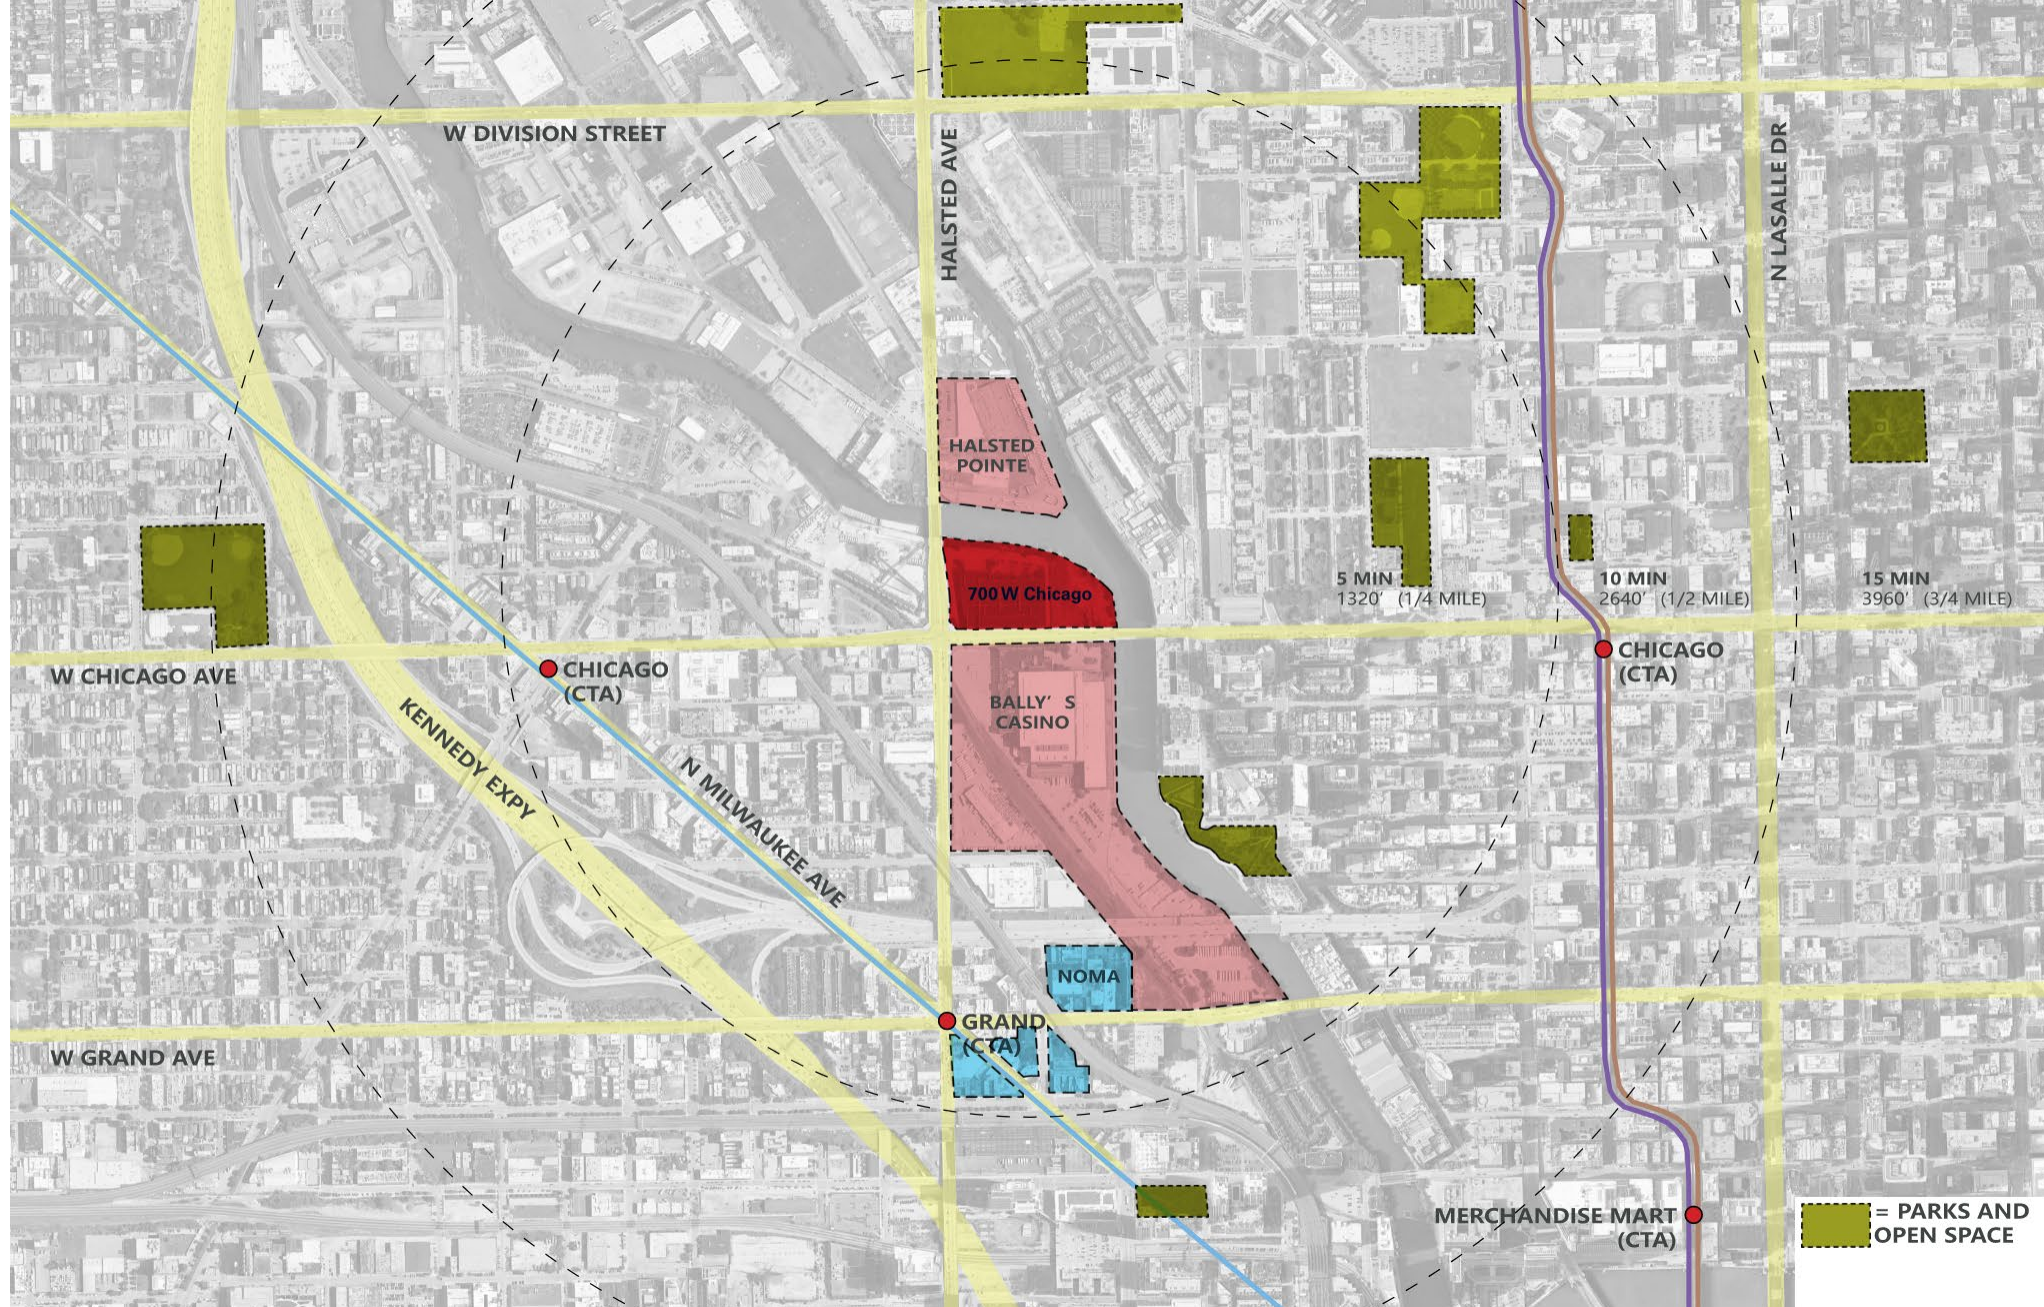 W DIVISION STREET
HALSTED AVE
N LASALLE DR
HALSTED
POINTE
700 W Chicago
5 MIN
1320' (1/4 MILE)
10 MIN
2640' (1/2 MILE)
15 MIN
3960' (3/4 MILE)
W CHICAGO AVE
CHICAGO
(CTA)
CHICAGO
(CTA)
KENNEDY EXPY
N MILWAUKEE AVE
BALLY' S
CASINO
NOMA
GRAND
(CTA)
W GRAND AVE
MERCHANDISE MART
(CTA)
= PARKS AND
OPEN SPACE